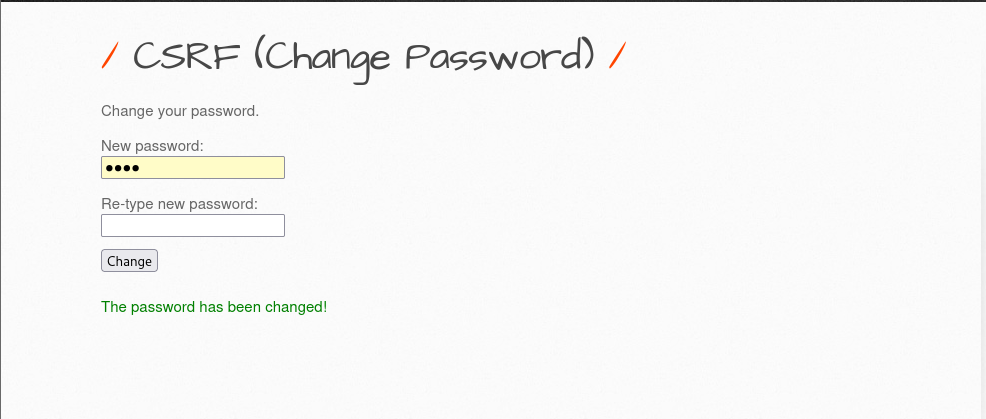 / CSRF (Change Password) /
Change your password.
New password:
••••
Re-type new password:
Change
The password has been changed!